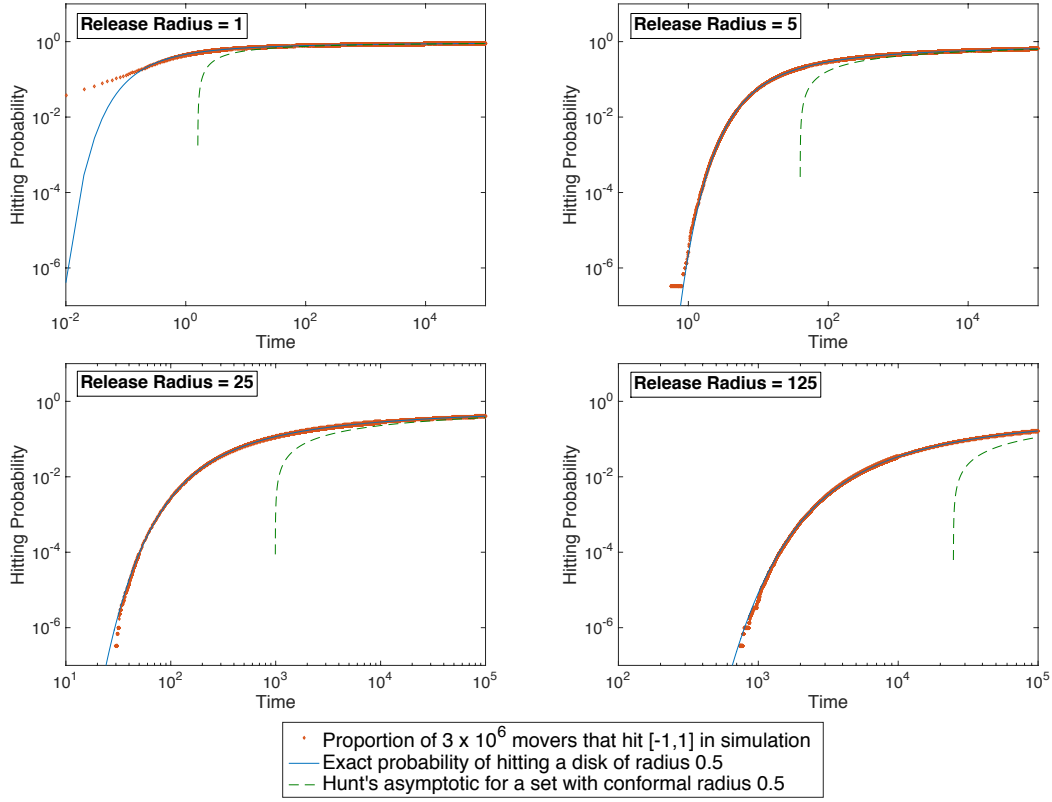 Release Radius = 1
Hitting Probability
10^0
10^-2
10^-4
10^-6
10^-2
10^0
10^2
10^4
Time
Release Radius = 5
Hitting Probability
10^0
10^-2
10^-4
10^-6
10^0
10^2
10^4
Time
Release Radius = 25
Hitting Probability
10^0
10^-2
10^-4
10^-6
10^1
10^2
10^3
10^4
10^5
Time
Release Radius = 125
Hitting Probability
10^0
10^-2
10^-4
10^-6
10^2
10^3
10^4
10^5
Time
Proportion of 3 x 10^6 movers that hit [-1,1] in simulation
Exact probability of hitting a disk of radius 0.5
Hunt's asymptotic for a set with conformal radius 0.5